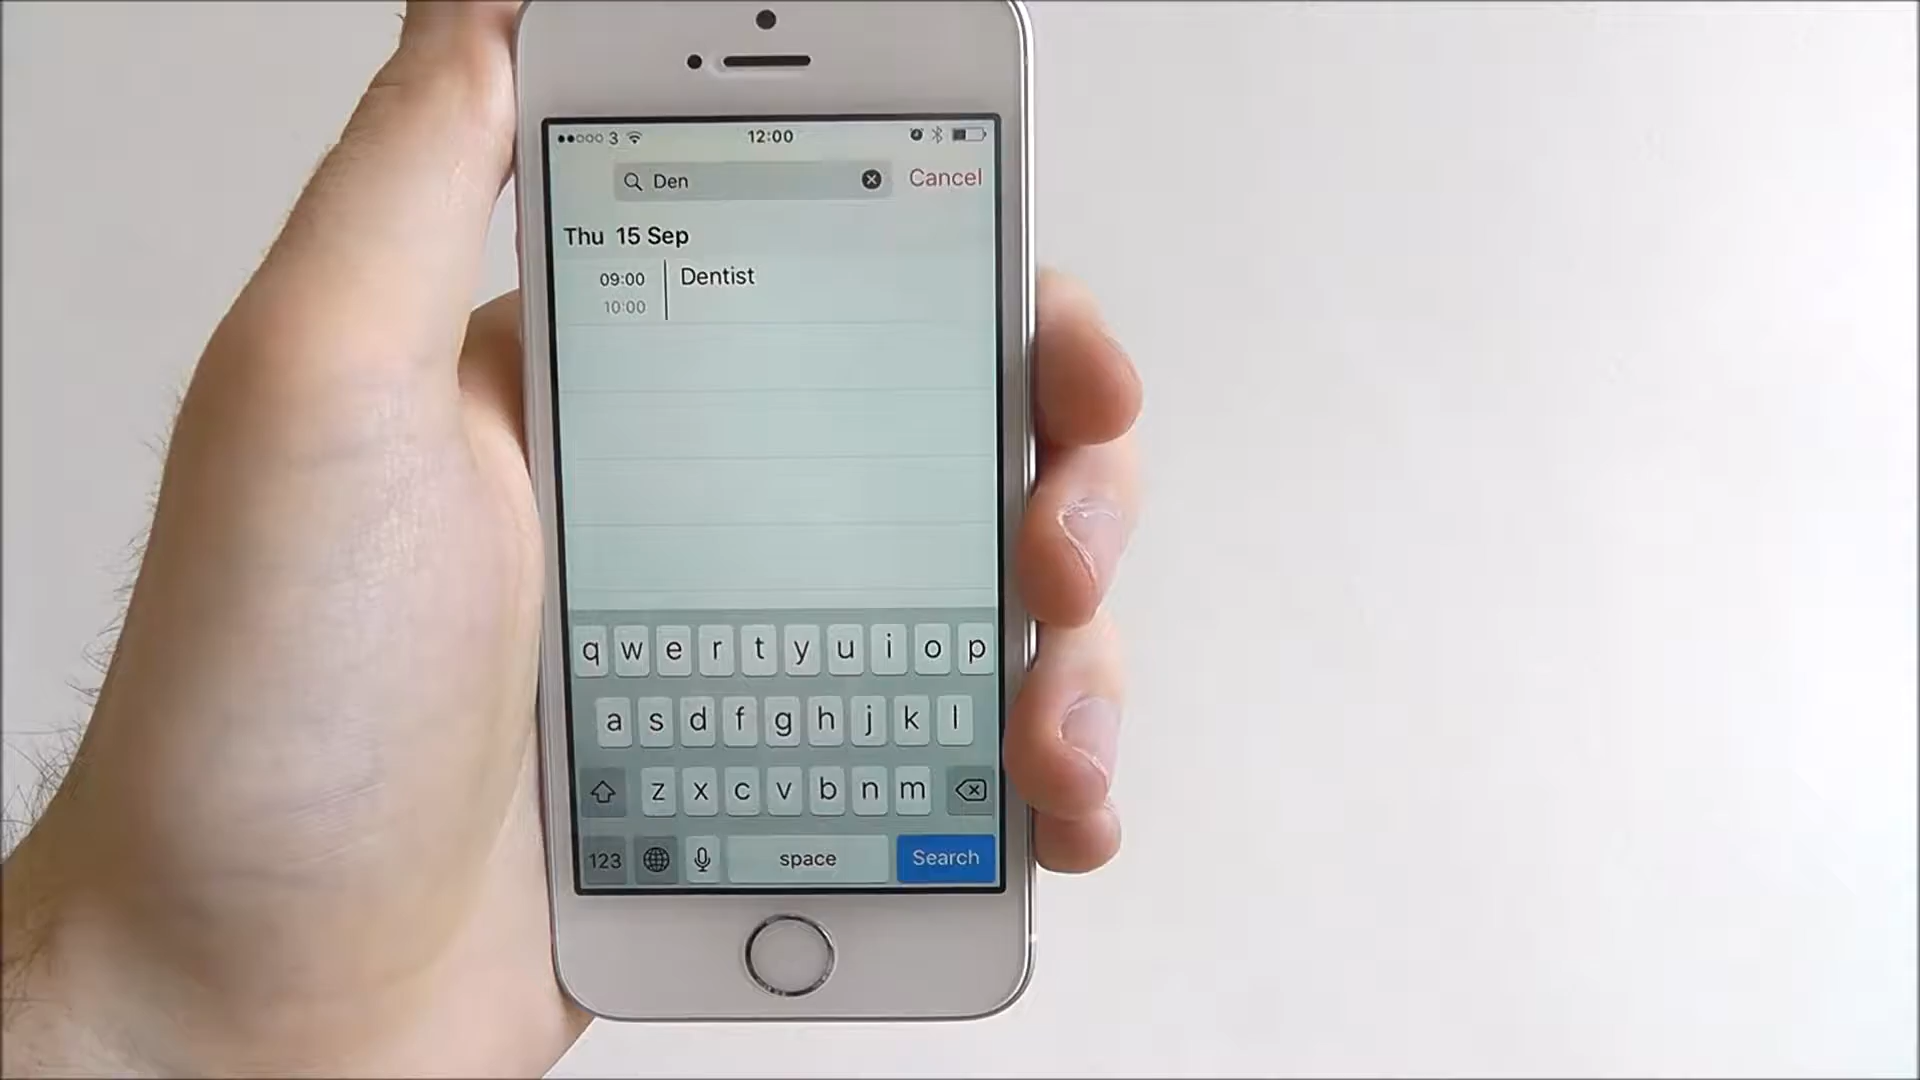 3 12:00
Den Cancel
Thu 15 Sep
09:00 Dentist
10:00
q w e r t y u i o p
a s d f g h j k l
z x c v b n m
123 space Search